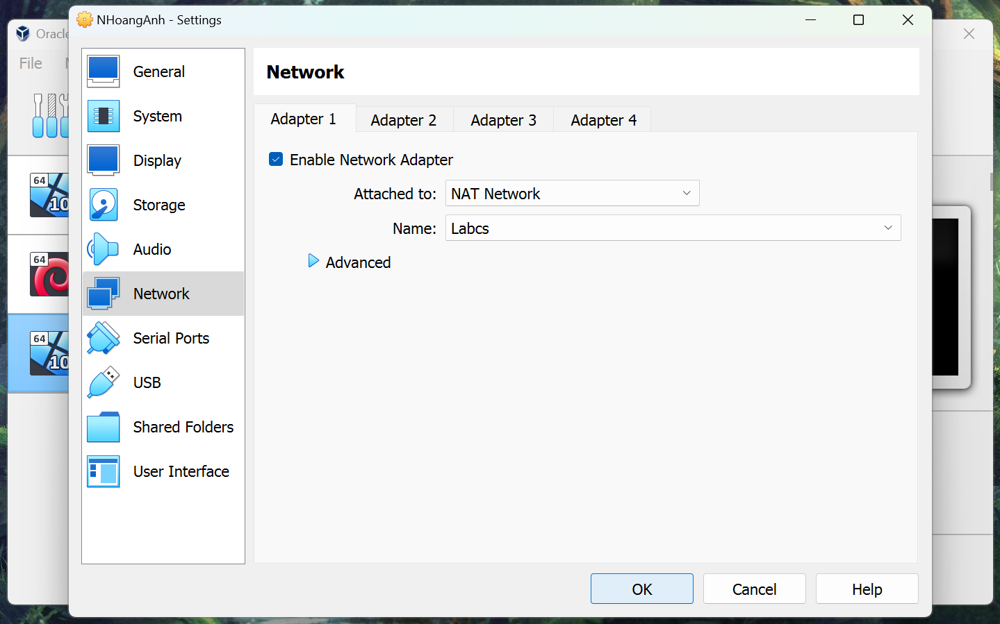 NHoangAnh - Settings
Oracle
File
General
System
Display
Storage
Audio
Network
Serial Ports
USB
Shared Folders
User Interface
Network
Adapter 1
Adapter 2
Adapter 3
Adapter 4
Enable Network Adapter
Attached to: NAT Network
Name: Labcs
Advanced
64
10
64
64
10
OK
Cancel
Help